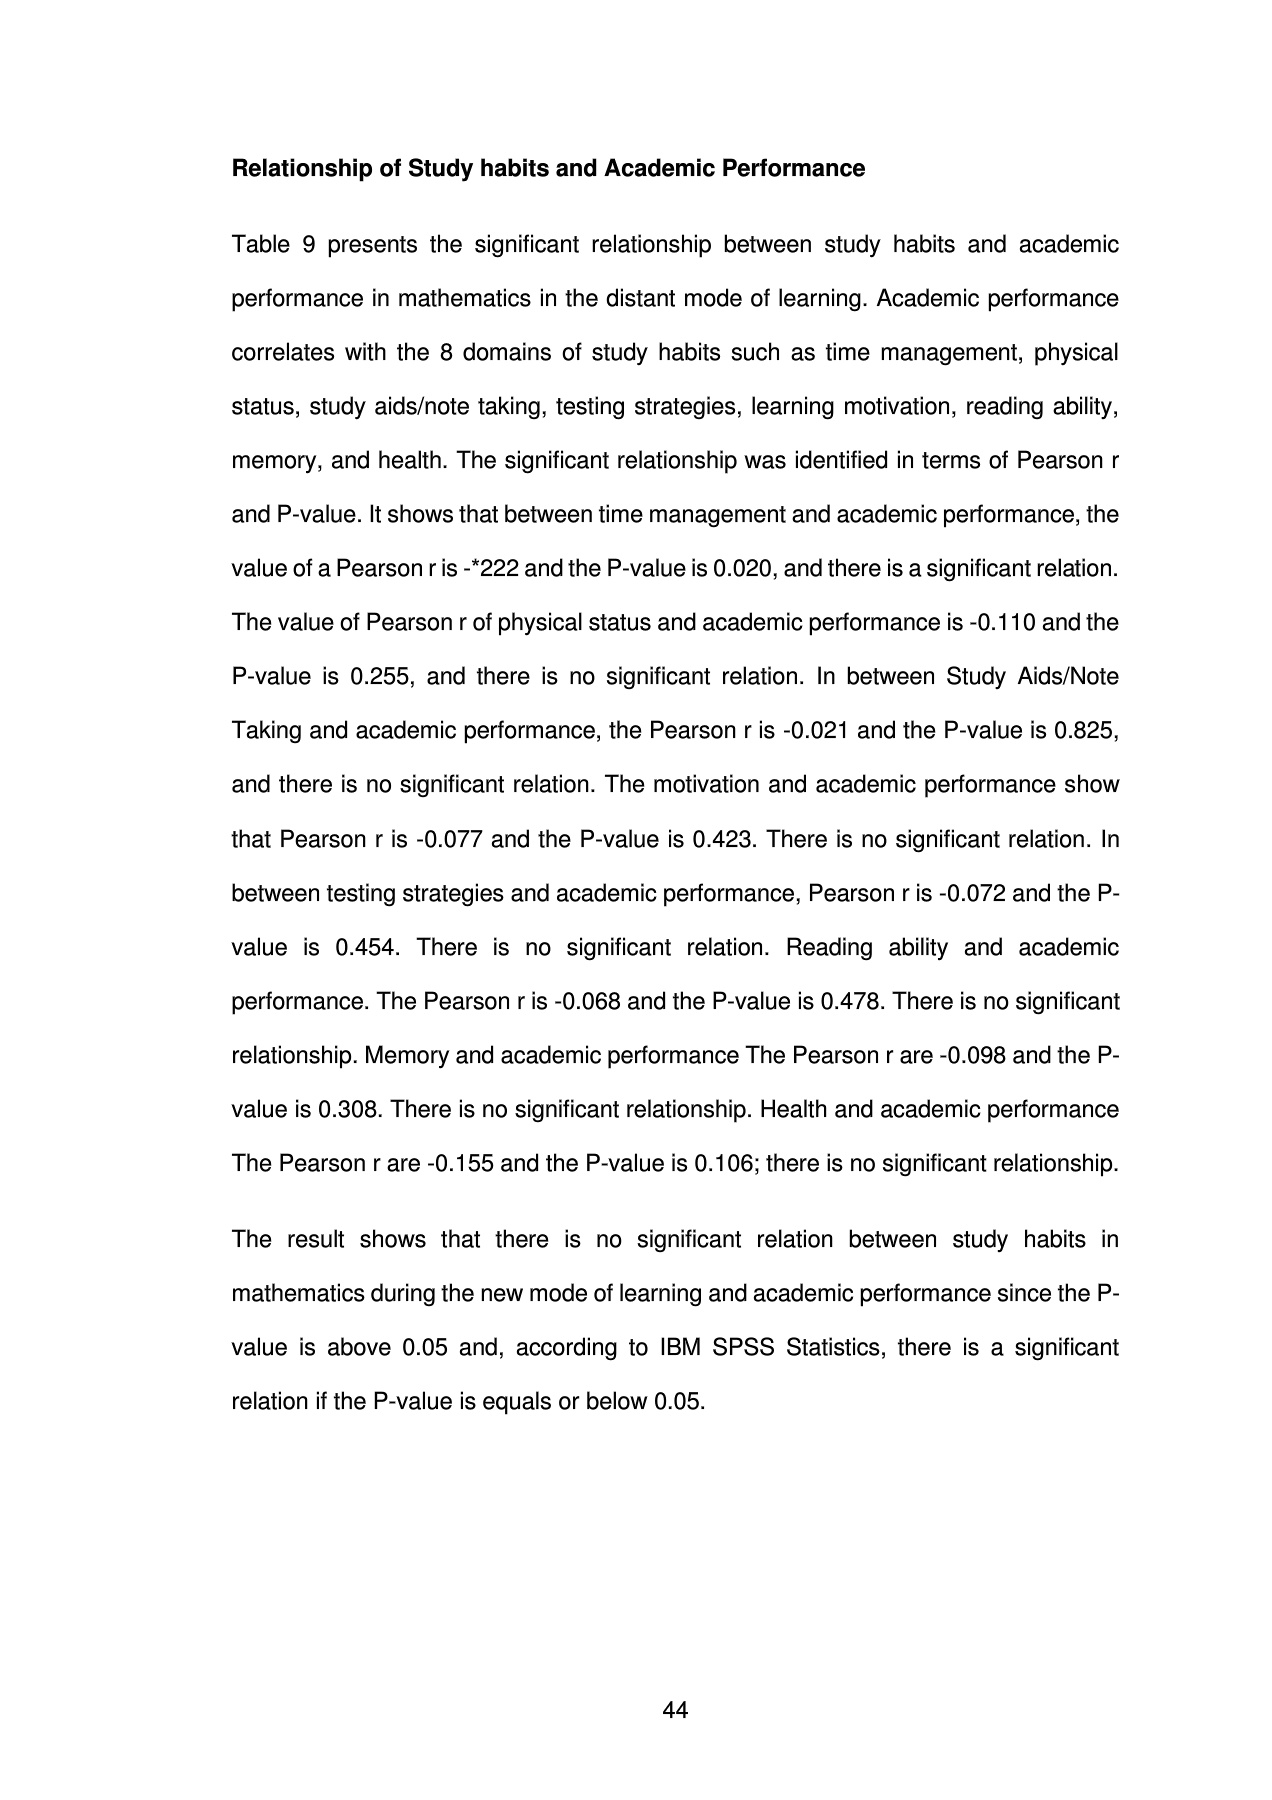 Relationship of Study habits and Academic Performance
Table 9 presents the significant relationship between study habits and academic
performance in mathematics in the distant mode of learning. Academic performance
correlates with the 8 domains of study habits such as time management, physical
status, study aids/note taking, testing strategies, learning motivation, reading ability,
memory, and health. The significant relationship was identified in terms of Pearson r
and P-value. It shows that between time management and academic performance, the
value of a Pearson r is -*222 and the P-value is 0.020, and there is a significant relation.
The value of Pearson r of physical status and academic performance is -0.110 and the
P-value is 0.255, and there is no significant relation. In between Study Aids/Note
Taking and academic performance, the Pearson r is -0.021 and the P-value is 0.825,
and there is no significant relation. The motivation and academic performance show
that Pearson r is -0.077 and the P-value is 0.423. There is no significant relation. In
between testing strategies and academic performance, Pearson r is -0.072 and the P-
value is 0.454. There is no significant relation. Reading ability and academic
performance. The Pearson r is -0.068 and the P-value is 0.478. There is no significant
relationship. Memory and academic performance The Pearson r are -0.098 and the P-
value is 0.308. There is no significant relationship. Health and academic performance
The Pearson r are -0.155 and the P-value is 0.106; there is no significant relationship.
The result shows that there is no significant relation between study habits in
mathematics during the new mode of learning and academic performance since the P-
value is above 0.05 and, according to IBM SPSS Statistics, there is a significant
relation if the P-value is equals or below 0.05.
44